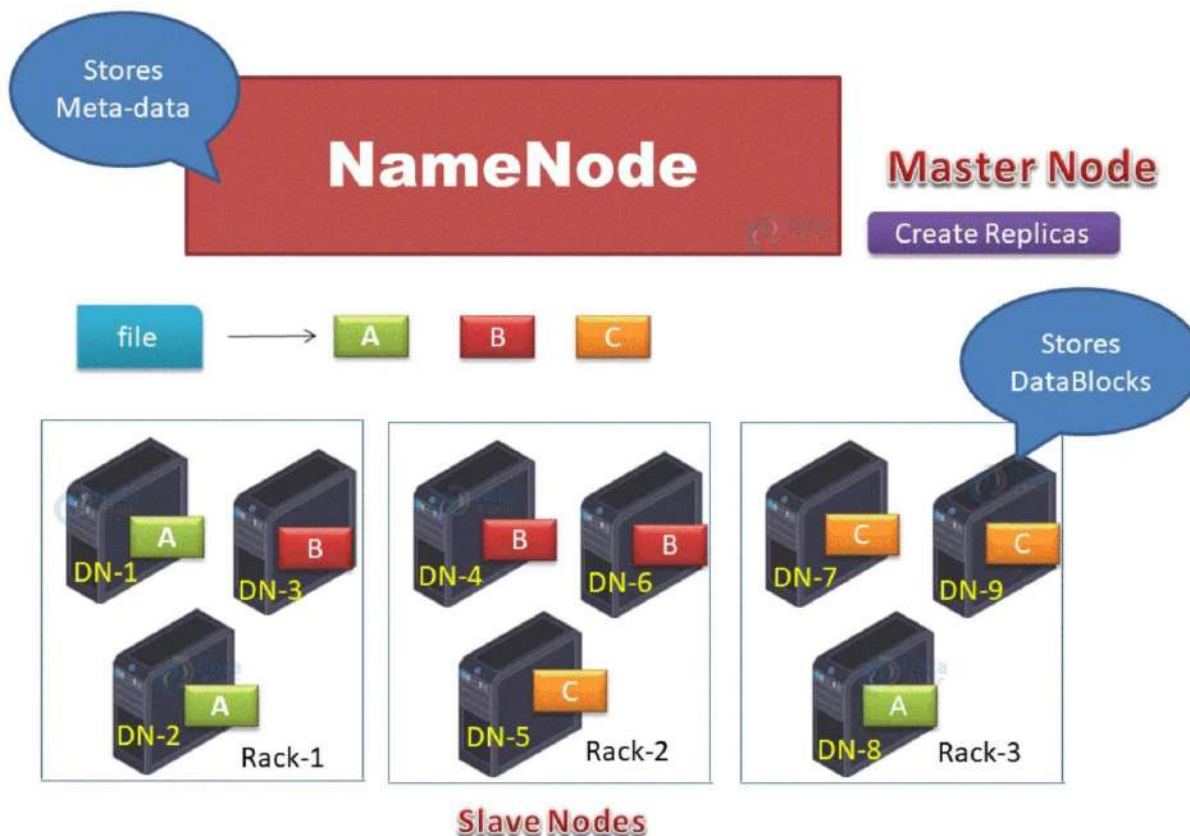 Stores
Meta-data
NameNode
Master Node
Create Replicas
file
A
B
C
Stores
DataBlocks
A
B
DN-1
DN-3
A
DN-2
Rack-1
B
B
DN-4
DN-6
C
DN-5
Rack-2
C
C
DN-7
DN-9
A
DN-8
Rack-3
Slave Nodes